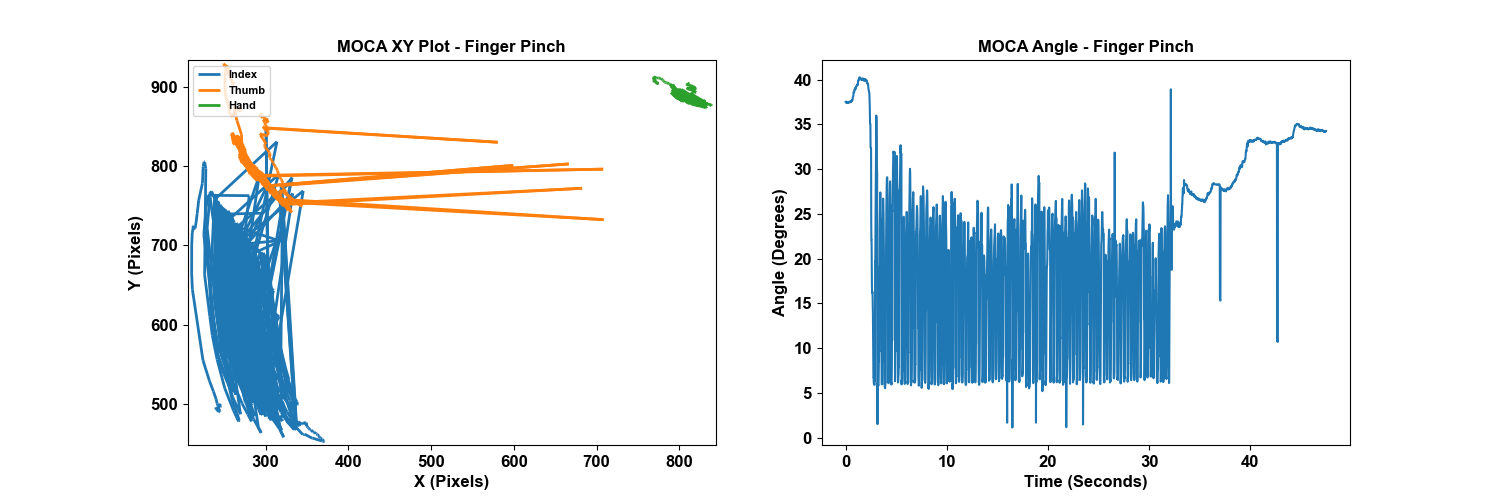 MOCA XY Plot - Finger Pinch
Index
Thumb
Hand
900
800
700
600
500
Y (Pixels)
300 400 500 600 700 800
X (Pixels)
MOCA Angle - Finger Pinch
40
35
30
25
20
15
10
5
0
Angle (Degrees)
0 10 20 30 40
Time (Seconds)